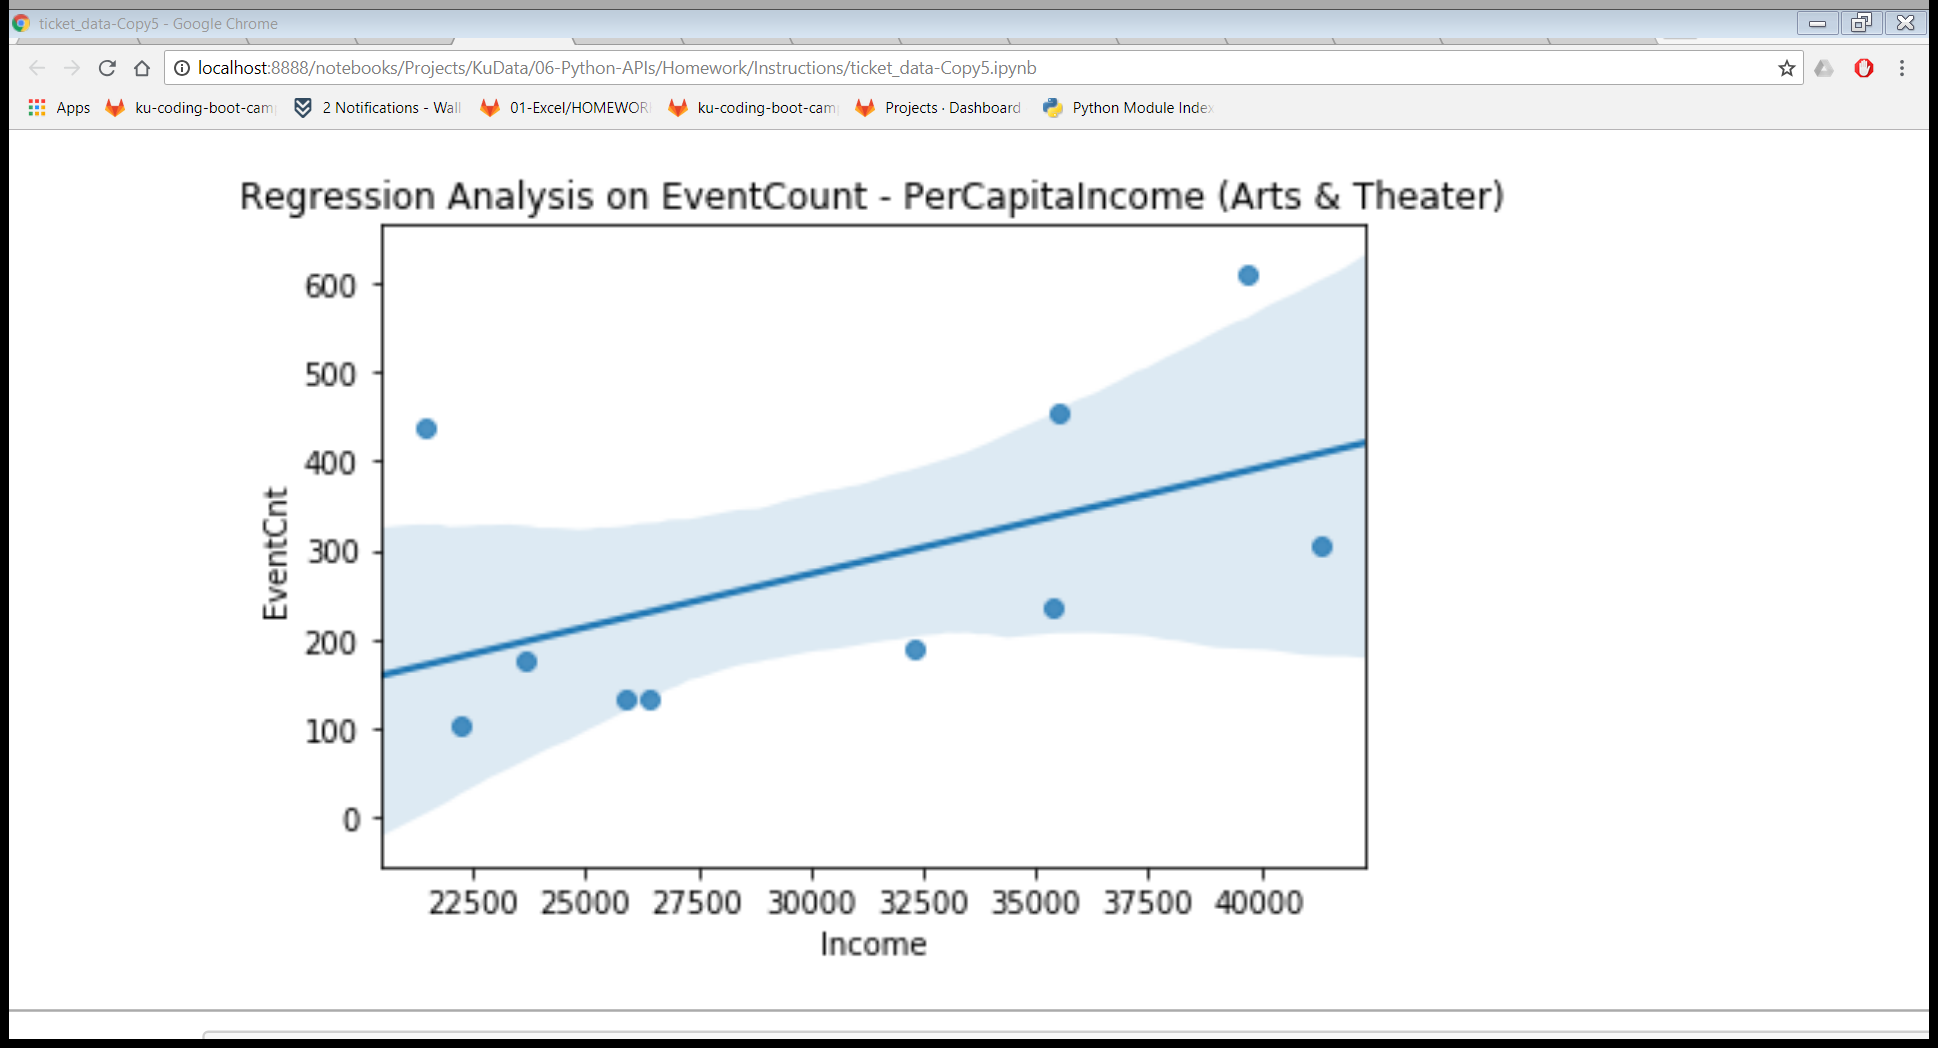 ticket_data-Copy5 - Google Chrome
localhost:8888/notebooks/Projects/KuData/06-Python-APIs/Homework/Instructions/ticket_data-Copy5.ipynb
Apps ku-coding-boot-cam 2 Notifications - Wall 01-Excel/HOMEWOR ku-coding-boot-cam Projects · Dashboard Python Module Index
Regression Analysis on EventCount - PerCapitaIncome (Arts & Theater)
600
500
400
300
200
100
0
EventCnt
22500 25000 27500 30000 32500 35000 37500 40000
Income